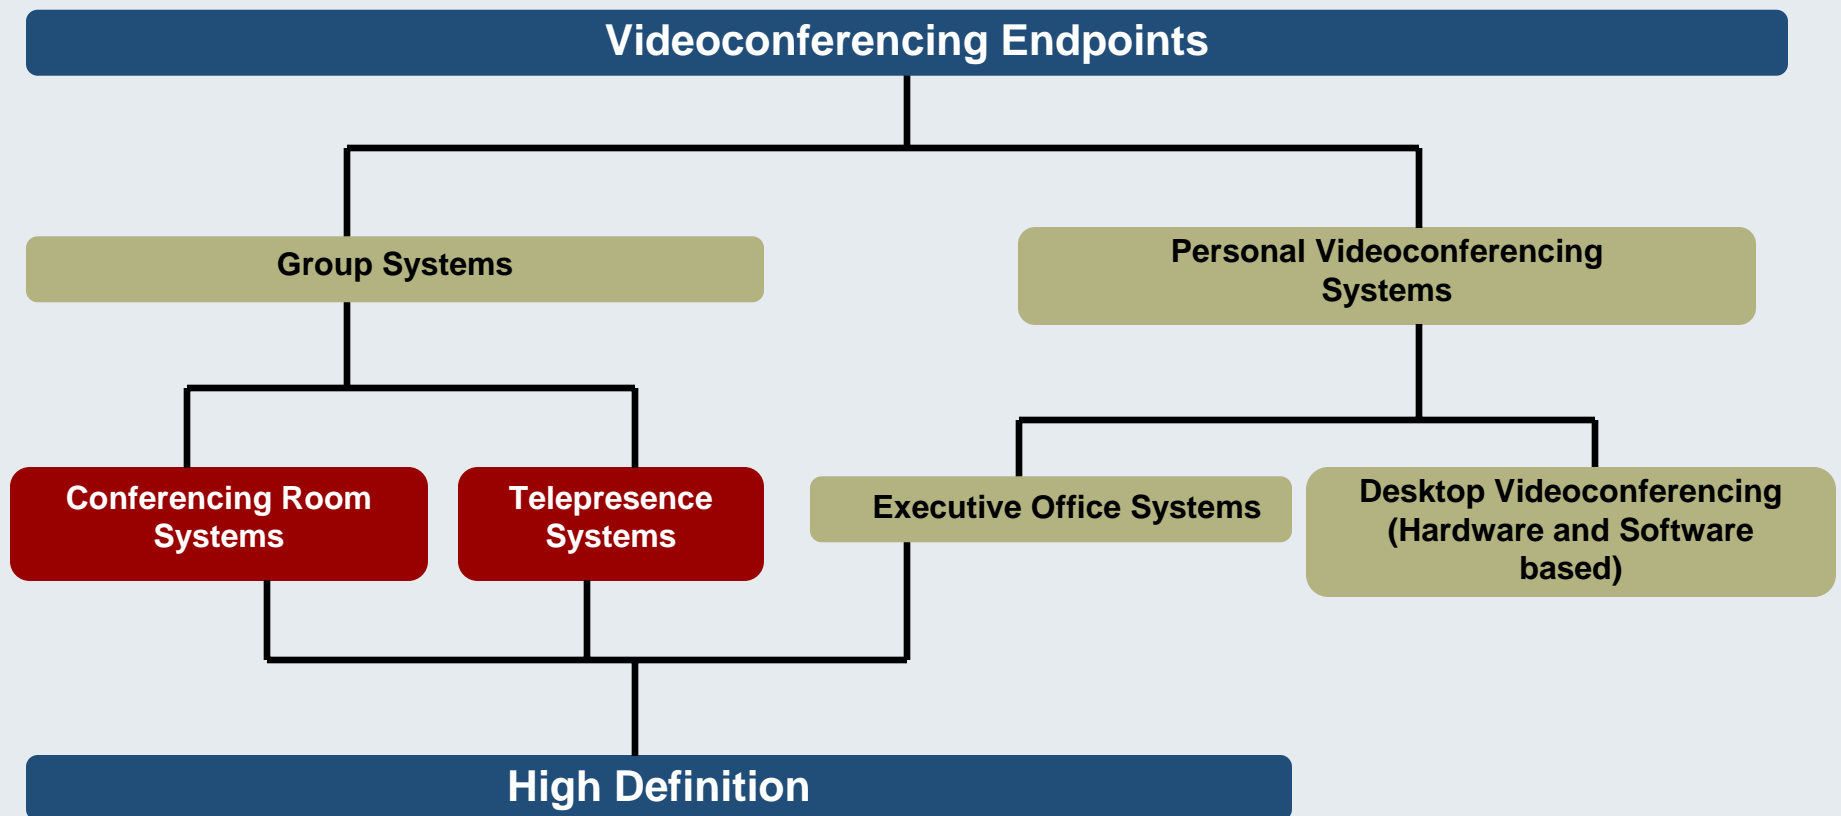 Videoconferencing Endpoints
Group Systems
Personal Videoconferencing
Systems
Conferencing Room
Systems
Telepresence
Systems
Executive Office Systems
Desktop Videoconferencing
(Hardware and Software
based)
High Definition